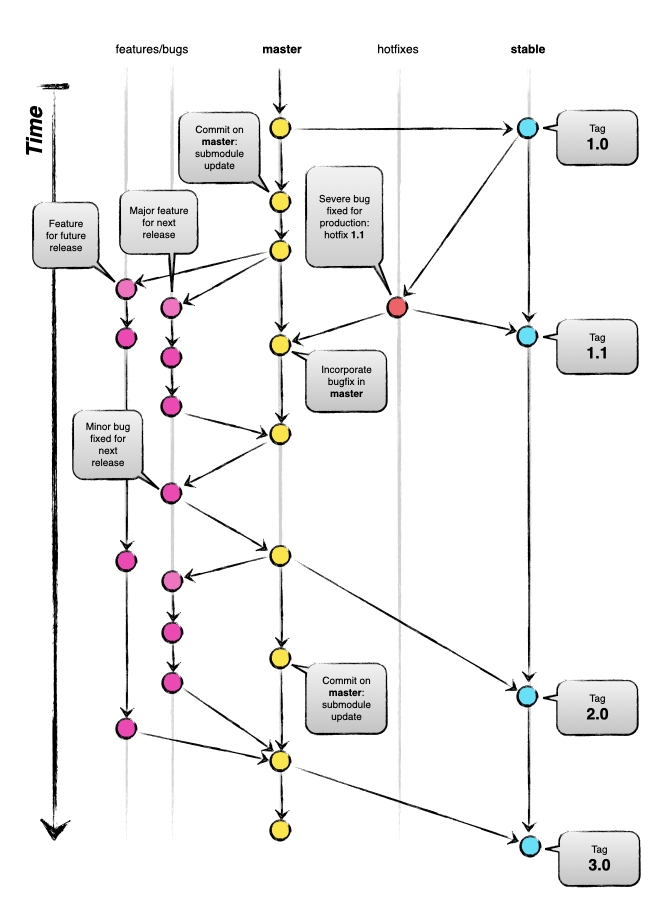 features/bugs
master
hotfixes
stable
Time
Tag
1.0
Commit on
master:
submodule
update
Severe bug
fixed for
production:
hotfix 1.1
Major feature
for next
release
Feature
for future
release
Tag
1.1
Incorporate
bugfix in
master
Minor bug
fixed for
next
release
Commit on
master:
submodule
update
Tag
2.0
Tag
3.0